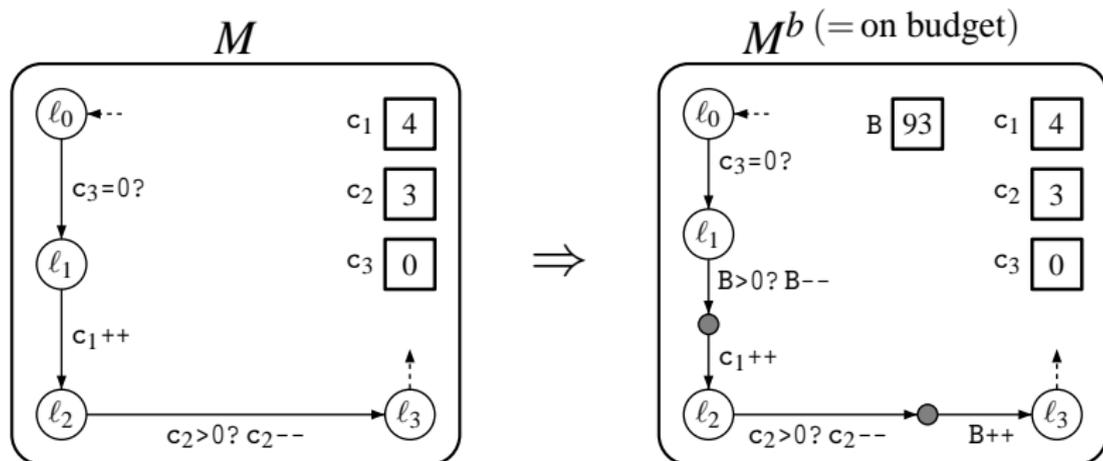 M
ℓ0
c1 4
c3=0?
c2 3
ℓ1
c3 0
c1++
ℓ2
ℓ3
c2>0? c2--
⇒
M^b (= on budget)
ℓ0
B 93
c1 4
c3=0?
c2 3
ℓ1
c3 0
B>0? B--
c1++
ℓ2
ℓ3
c2>0? c2--
B++